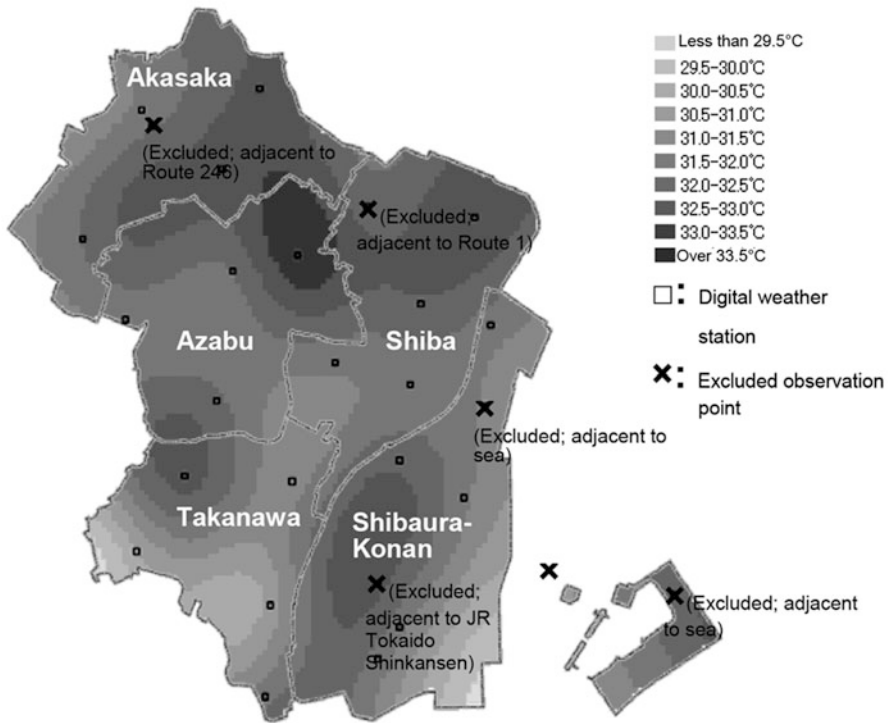 Akasaka
(Excluded; adjacent to
Route 246)
(Excluded;
adjacent to Route 1)
Azabu
Shiba
(Excluded; adjacent to
sea)
Takanawa
Shibaura-
Konan
(Excluded;
adjacent to JR
Tokaido
Shinkansen)
(Excluded; adjacent
to sea)
Less than 29.5°C
29.5-30.0°C
30.0-30.5°C
30.5-31.0°C
31.0-31.5°C
31.5-32.0°C
32.0-32.5°C
32.5-33.0°C
33.0-33.5°C
Over 33.5°C
: Digital weather
station
: Excluded observation
point